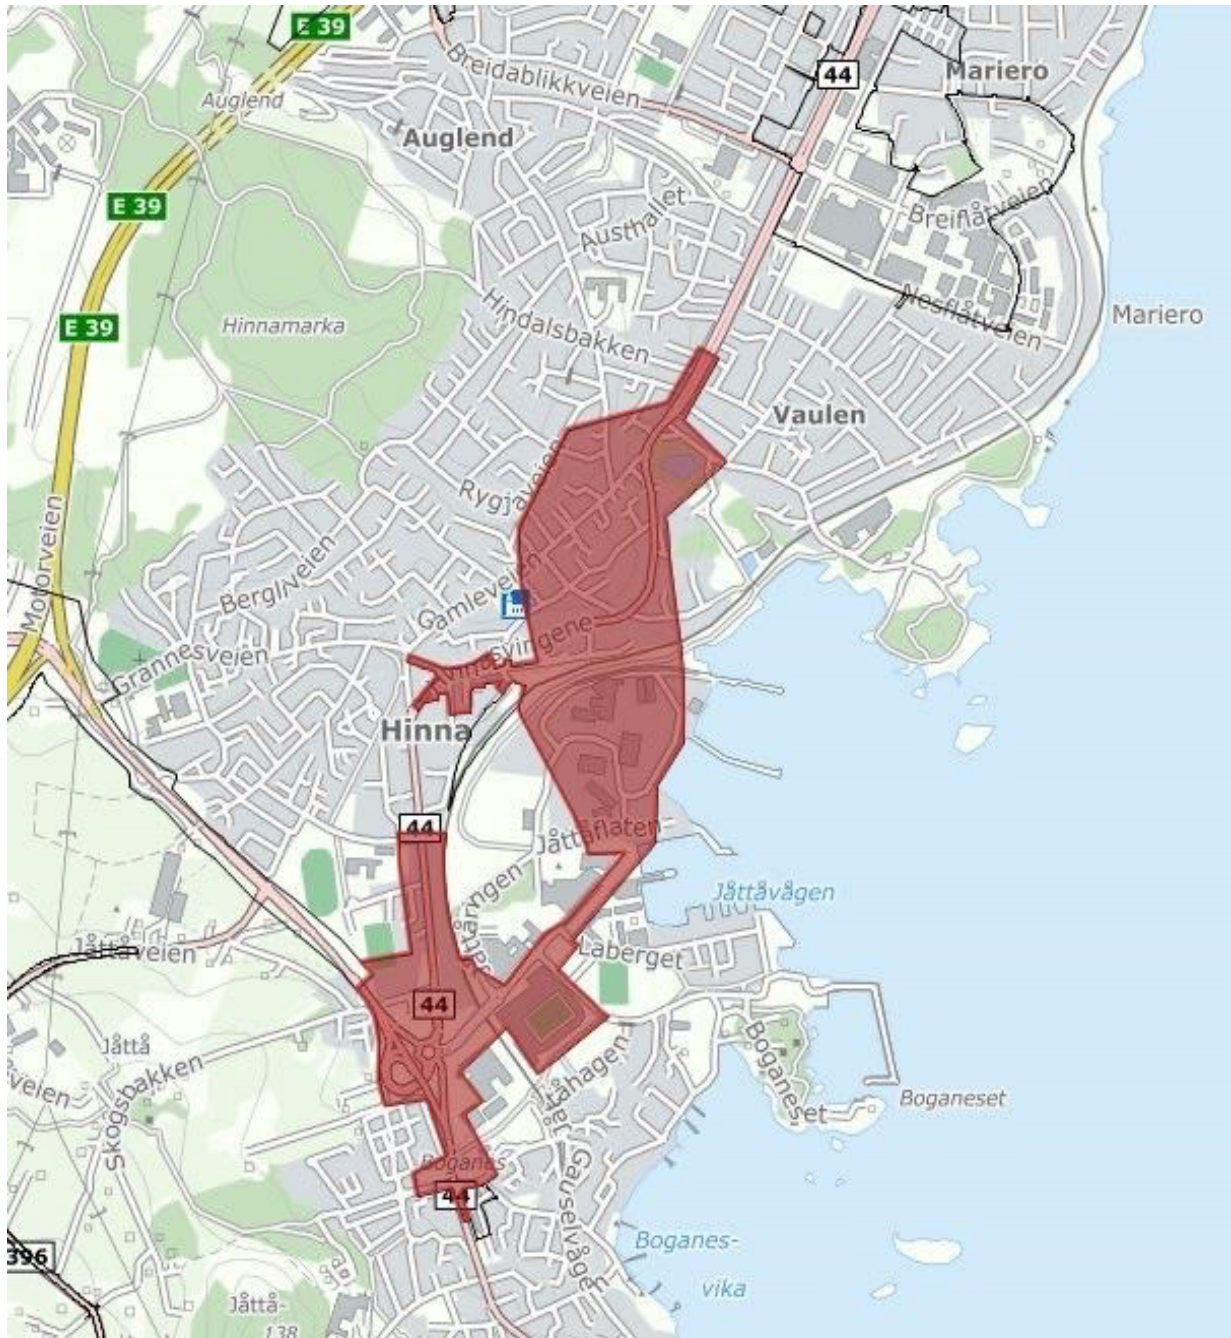 E 39
Breidablikkveien
44
Mariero
Auglend
Auglend
E 39
Austhallet
Breiflåtveien
Hindalsbakken
Nesflåtveien
Mariero
E 39
Hinnamarka
Vaulen
Rygjaveien
Motorveien
Bergliveien
Gamleveien
Grannesveien
svingene
Hinna
44
Jåttåflaten
Jåttåvågen
Jåttåveien
Laberget
44
Jåttå
Skogsbakken
veien
Boganeset
Boganeset
Boganes
44
Gauselvågen
Boganes-
vika
396
Jåttå-
138